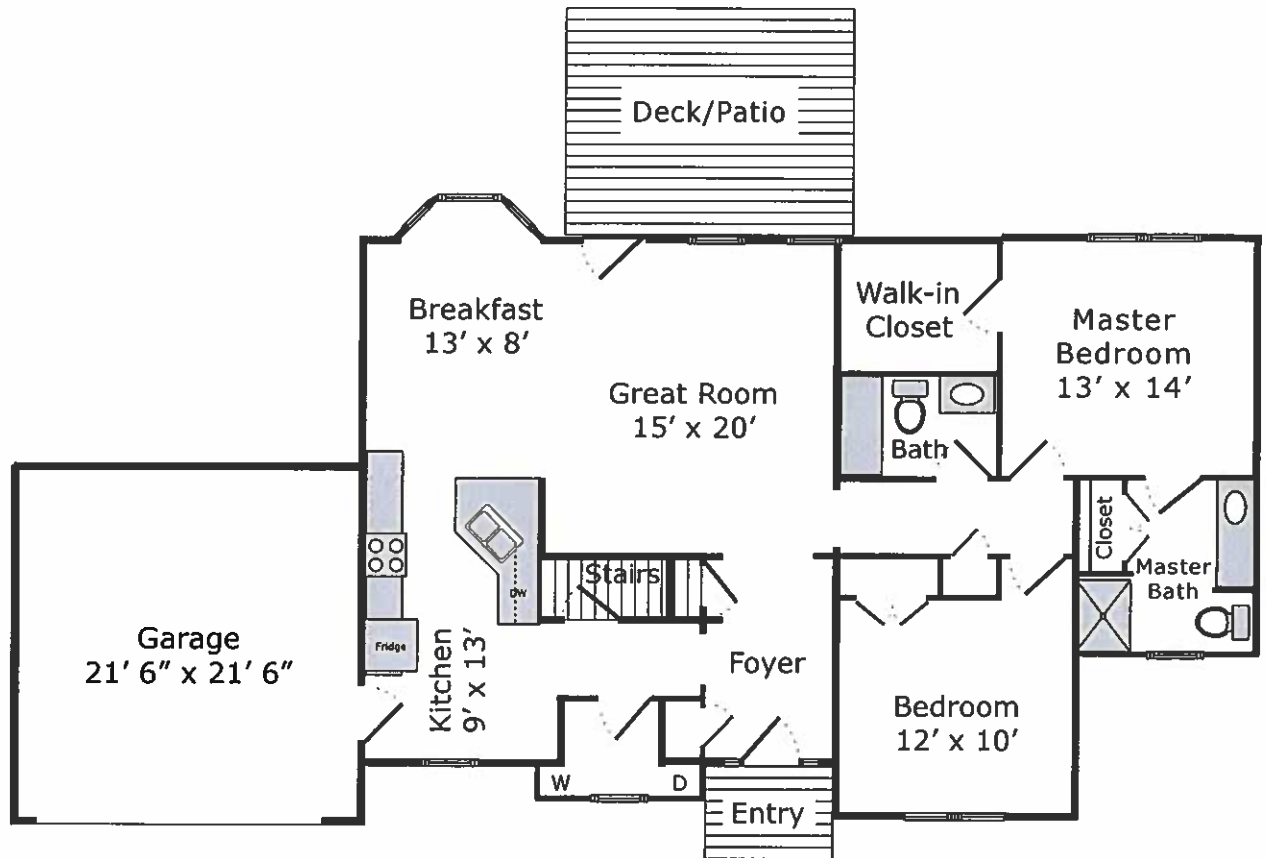 Deck/Patio
Breakfast
13′ x 8′
Walk-in
Closet
Master
Bedroom
13′ x 14′
Great Room
15′ x 20′
Bath
Closet
Stairs
Master
Bath
DW
Garage
21′ 6″ x 21′ 6″
Fridge
Kitchen
9′ x 13′
Foyer
Bedroom
12′ x 10′
W
D
Entry